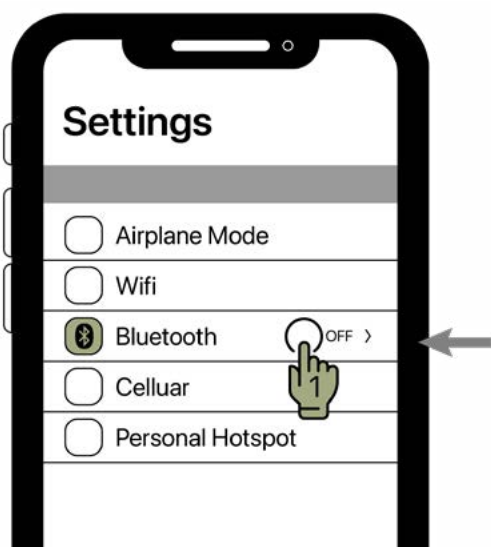 Settings
Airplane Mode
Wifi
Bluetooth OFF >
1
Celluar
Personal Hotspot